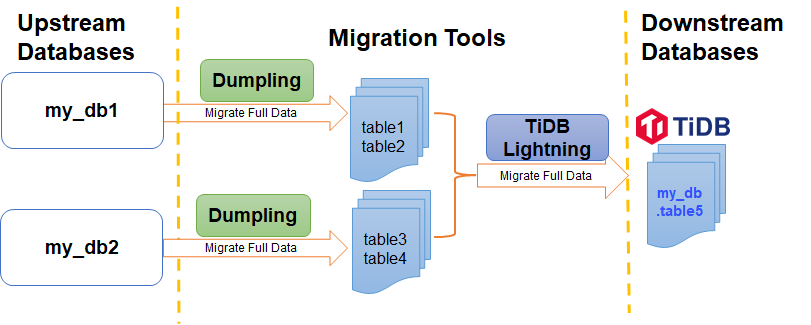 Upstream
Databases
Migration Tools
Downstream
Databases
my_db1
Dumpling
Migrate Full Data
table1
table2
TiDB
Lightning
Migrate Full Data
TiDB
my_db
.table5
my_db2
Dumpling
Migrate Full Data
table3
table4